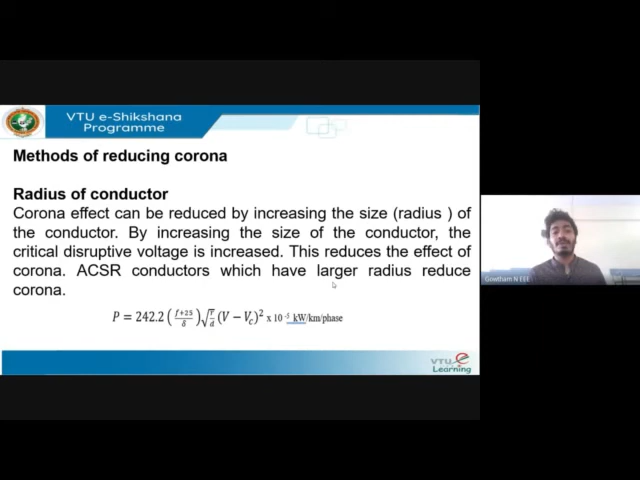 VTU e-Shikshana
Programme
Methods of reducing corona
Radius of conductor
Corona effect can be reduced by increasing the size (radius ) of
the conductor. By increasing the size of the conductor, the
critical disruptive voltage is increased. This reduces the effect of
corona. ACSR conductors which have larger radius reduce
corona.
P = 242.2 (f+25/δ) √(r/d) (V − Vc)² x 10 -5 kW/km/phase
VTU e
Learning
Gowtham N EEE